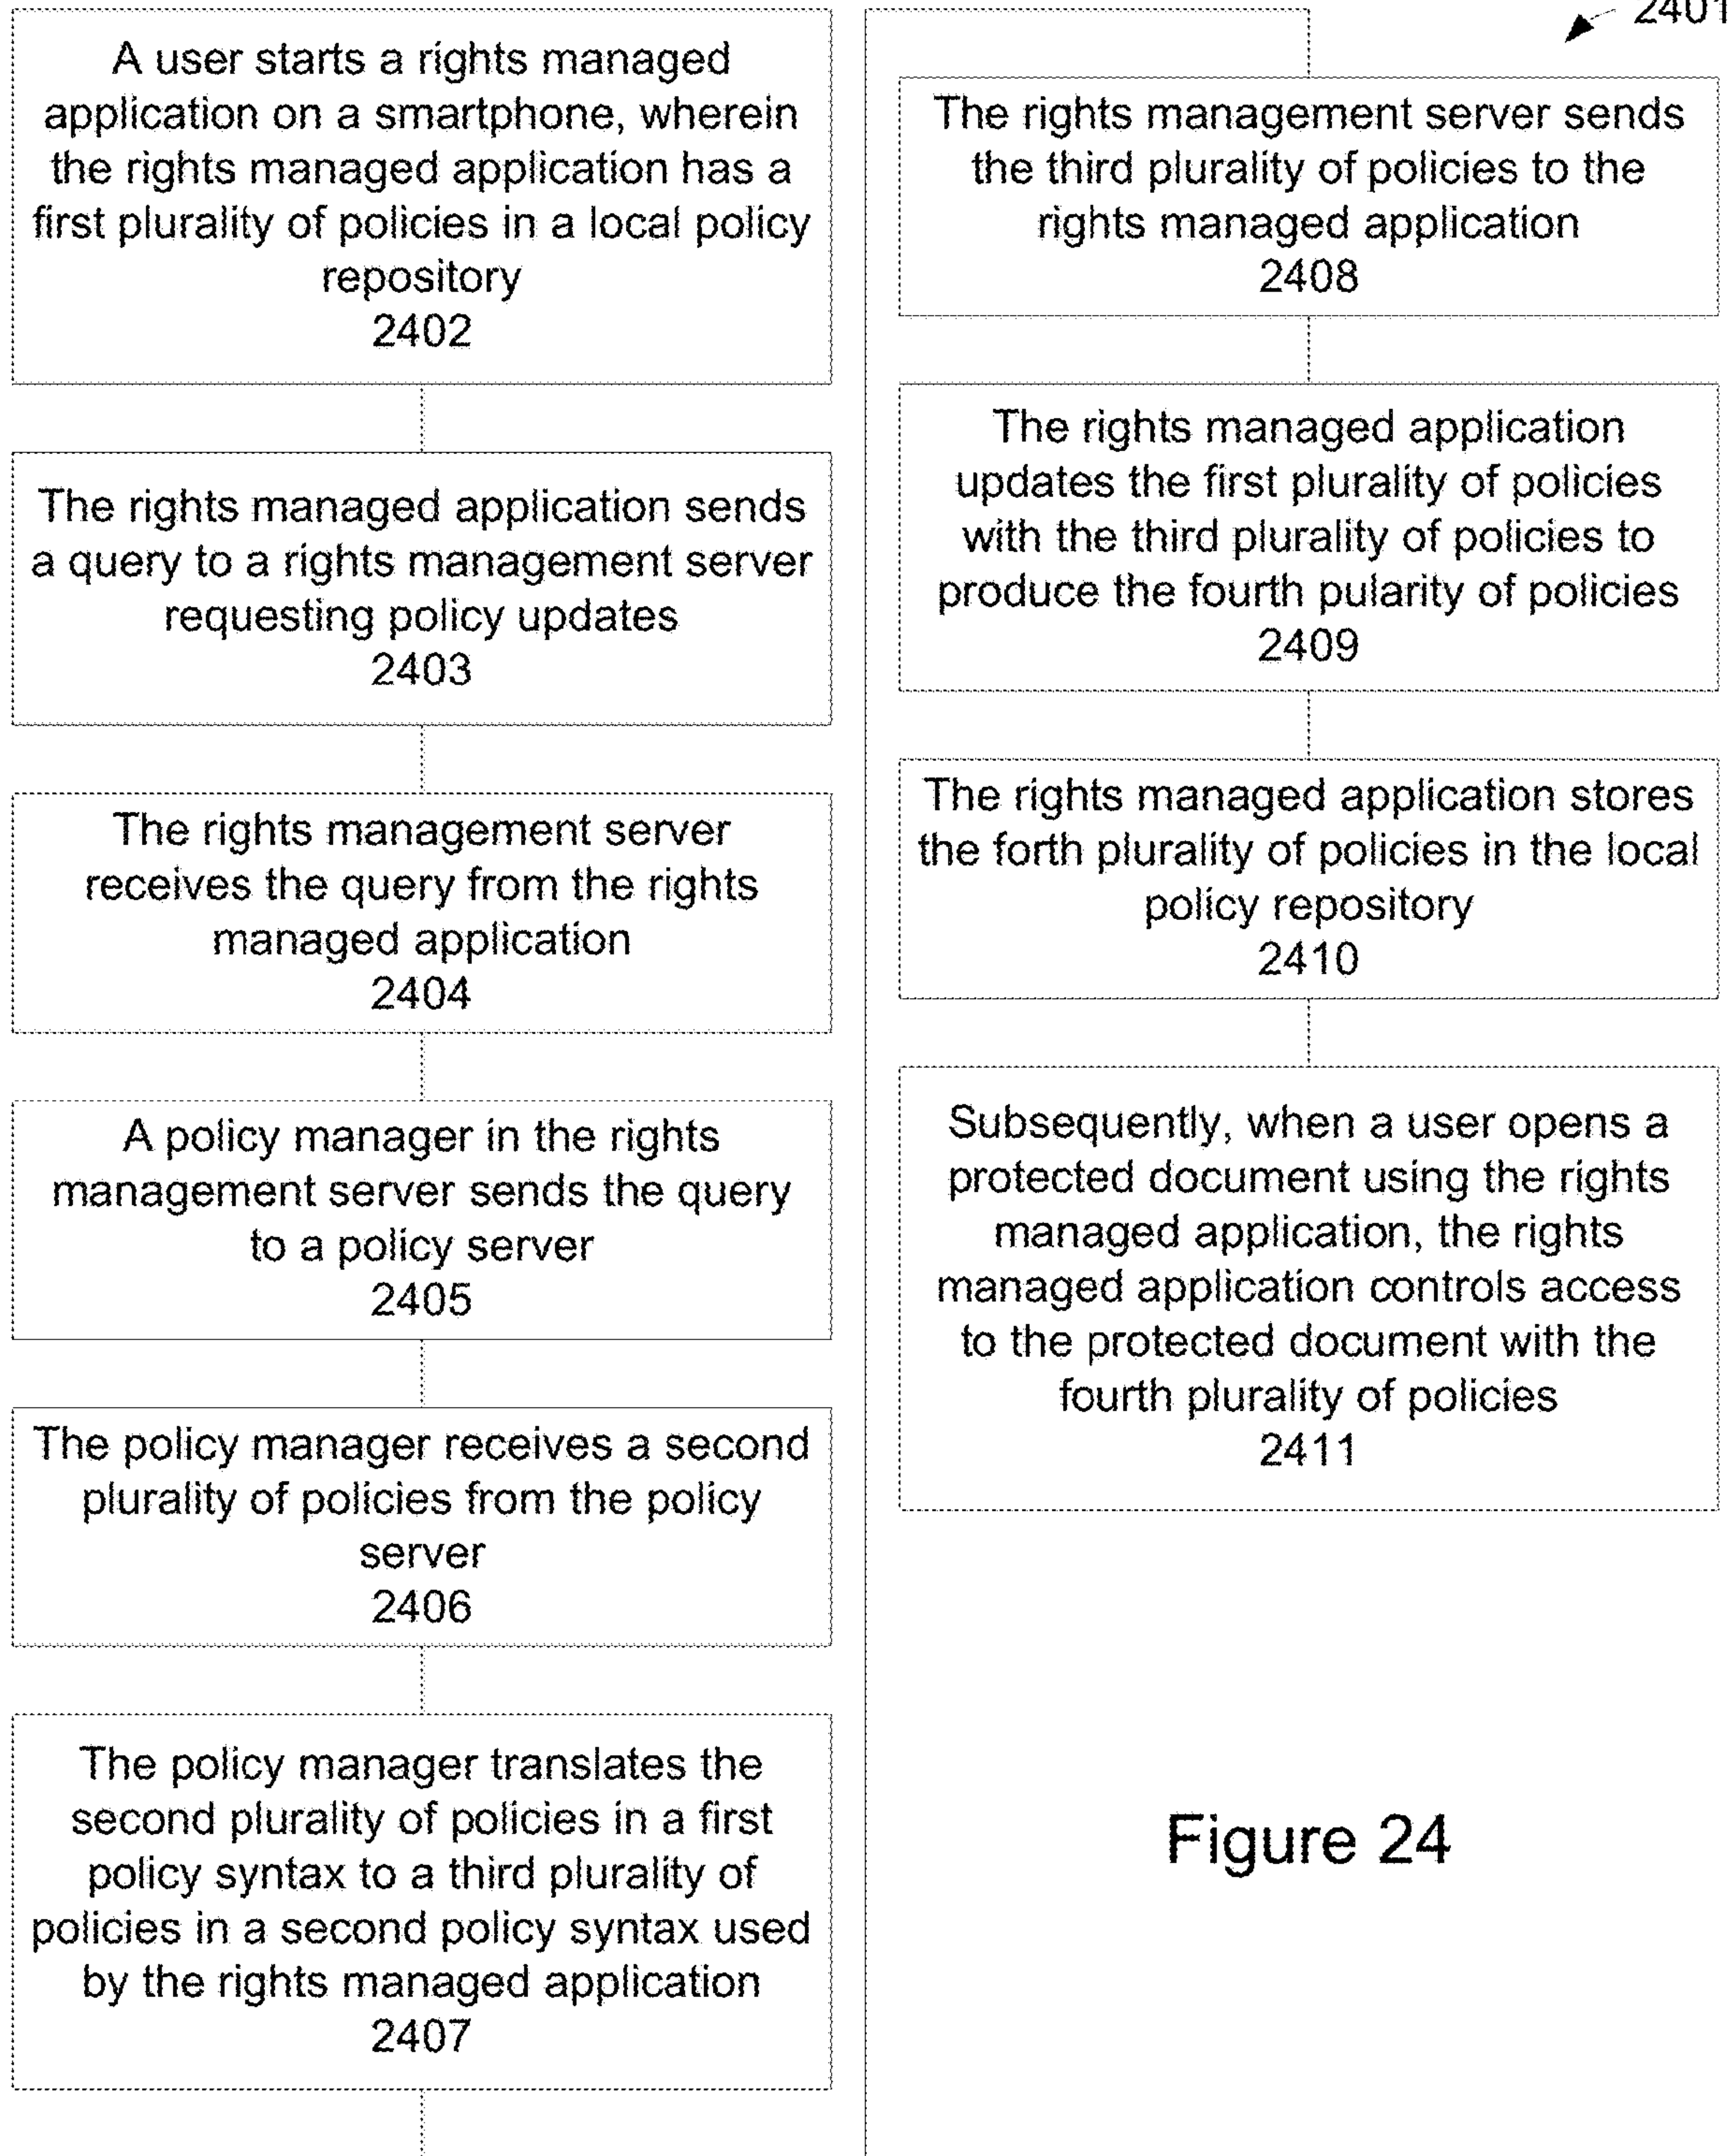 A user starts a rights managed
application on a smartphone, wherein
the rights managed application has a
first plurality of policies in a local policy
repository
2402
The rights managed application sends
a query to a rights management server
requesting policy updates
2403
The rights management server
receives the query from the rights
managed application
2404
A policy manager in the rights
management server sends the query
to a policy server
2405
The policy manager receives a second
plurality of policies from the policy
server
2406
The policy manager translates the
second plurality of policies in a first
policy syntax to a third plurality of
policies in a second policy syntax used
by the rights managed application
2407
2401
The rights management server sends
the third plurality of policies to the
rights managed application
2408
The rights managed application
updates the first plurality of policies
with the third plurality of policies to
produce the fourth pularity of policies
2409
The rights managed application stores
the forth plurality of policies in the local
policy repository
2410
Subsequently, when a user opens a
protected document using the rights
managed application, the rights
managed application controls access
to the protected document with the
fourth plurality of policies
2411
Figure 24